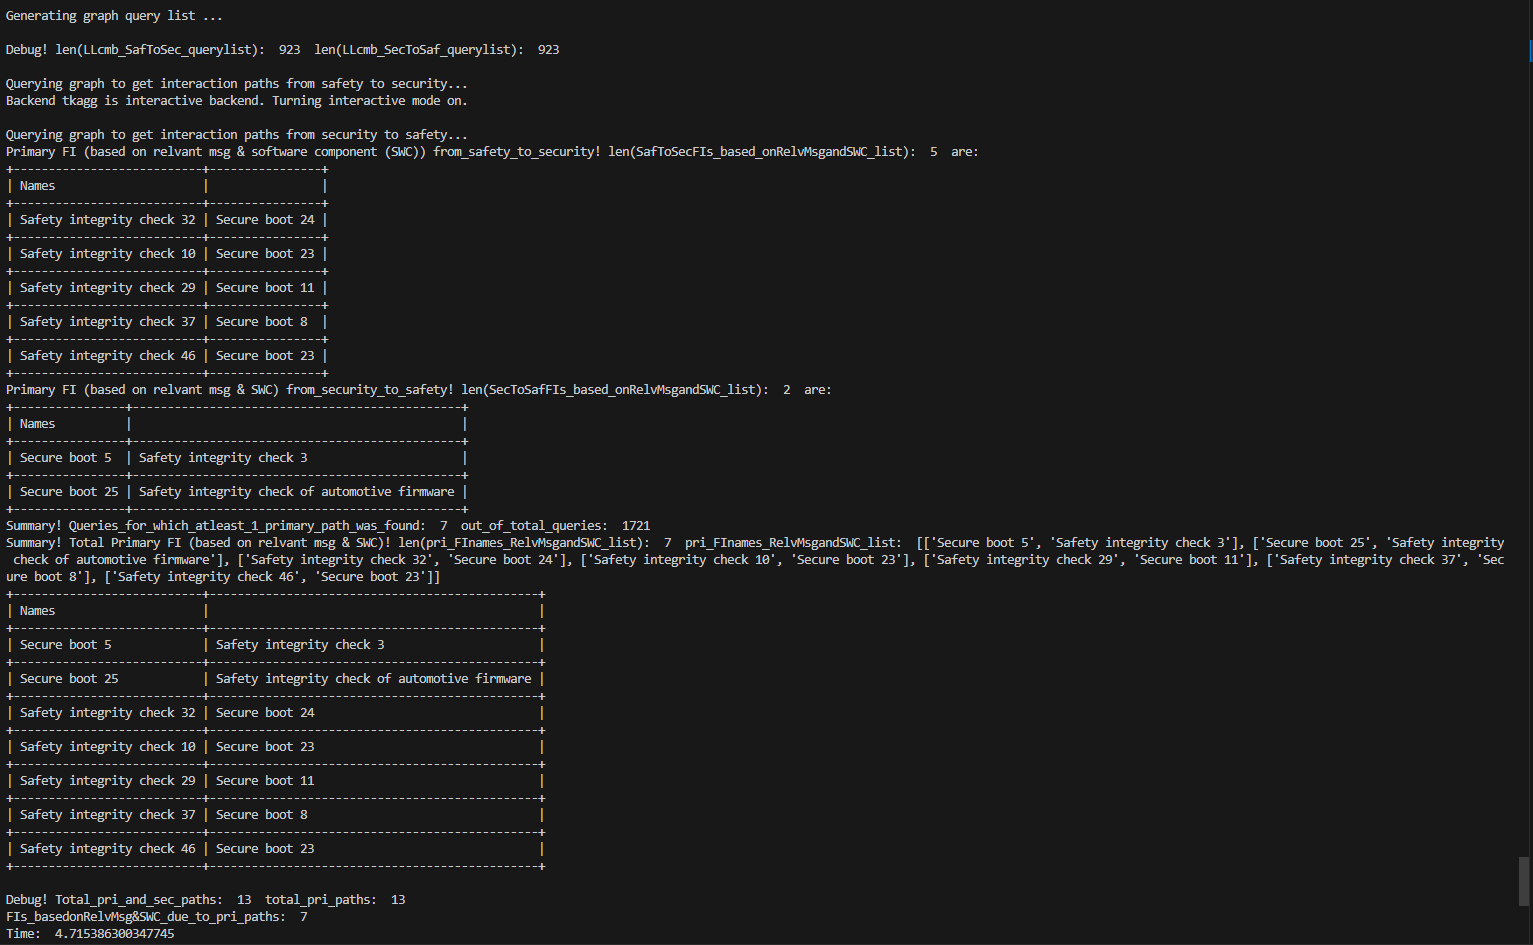 Generating graph query list ...
Debug! len(LLcmb_SafToSec_querylist):  923  len(LLcmb_SecToSaf_querylist):  923
Querying graph to get interaction paths from safety to security...
Backend tkagg is interactive backend. Turning interactive mode on.
Querying graph to get interaction paths from security to safety...
Primary FI (based on relvant msg & software component (SWC)) from_safety_to_security! len(SafToSecFIs_based_onRelvMsgandSWC_list):  5  are:
+---------------------------+----------------+
| Names                     |                |
+---------------------------+----------------+
| Safety integrity check 32 | Secure boot 24 |
+---------------------------+----------------+
| Safety integrity check 10 | Secure boot 23 |
+---------------------------+----------------+
| Safety integrity check 29 | Secure boot 11 |
+---------------------------+----------------+
| Safety integrity check 37 | Secure boot 8  |
+---------------------------+----------------+
| Safety integrity check 46 | Secure boot 23 |
+---------------------------+----------------+
Primary FI (based on relvant msg & SWC) from_security_to_safety! len(SecToSafFIs_based_onRelvMsgandSWC_list):  2  are:
+----------------+-----------------------------------------------+
| Names          |                                               |
+----------------+-----------------------------------------------+
| Secure boot 5  | Safety integrity check 3                      |
+----------------+-----------------------------------------------+
| Secure boot 25 | Safety integrity check of automotive firmware |
+----------------+-----------------------------------------------+
Summary! Queries_for_which_atleast_1_primary_path_was_found:  7  out_of_total_queries:  1721
Summary! Total Primary FI (based on relvant msg & SWC)! len(pri_FInames_RelvMsgandSWC_list):  7  pri_FInames_RelvMsgandSWC_list:  [['Secure boot 5', 'Safety integrity check 3'], ['Secure boot 25', 'Safety integrity
 check of automotive firmware'], ['Safety integrity check 32', 'Secure boot 24'], ['Safety integrity check 10', 'Secure boot 23'], ['Safety integrity check 29', 'Secure boot 11'], ['Safety integrity check 37', 'Sec
ure boot 8'], ['Safety integrity check 46', 'Secure boot 23']]
+---------------------------+-----------------------------------------------+
| Names                     |                                               |
+---------------------------+-----------------------------------------------+
| Secure boot 5             | Safety integrity check 3                      |
+---------------------------+-----------------------------------------------+
| Secure boot 25            | Safety integrity check of automotive firmware |
+---------------------------+-----------------------------------------------+
| Safety integrity check 32 | Secure boot 24                                |
+---------------------------+-----------------------------------------------+
| Safety integrity check 10 | Secure boot 23                                |
+---------------------------+-----------------------------------------------+
| Safety integrity check 29 | Secure boot 11                                |
+---------------------------+-----------------------------------------------+
| Safety integrity check 37 | Secure boot 8                                 |
+---------------------------+-----------------------------------------------+
| Safety integrity check 46 | Secure boot 23                                |
+---------------------------+-----------------------------------------------+
Debug! Total_pri_and_sec_paths:  13  total_pri_paths:  13
FIs_basedonRelvMsg&SWC_due_to_pri_paths:  7
Time:  4.715386300347745